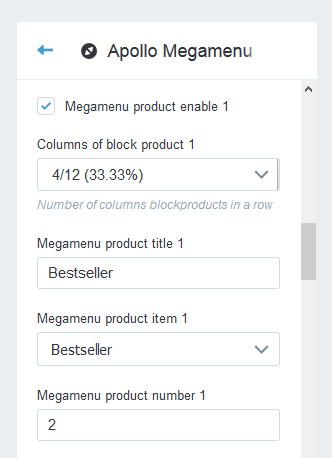 Apollo Megamenu
Megamenu product enable 1
Columns of block product 1
4/12 (33.33%)
Number of columns blockproducts in a row
Megamenu product title 1
Bestseller
Megamenu product item 1
Bestseller
Megamenu product number 1
2